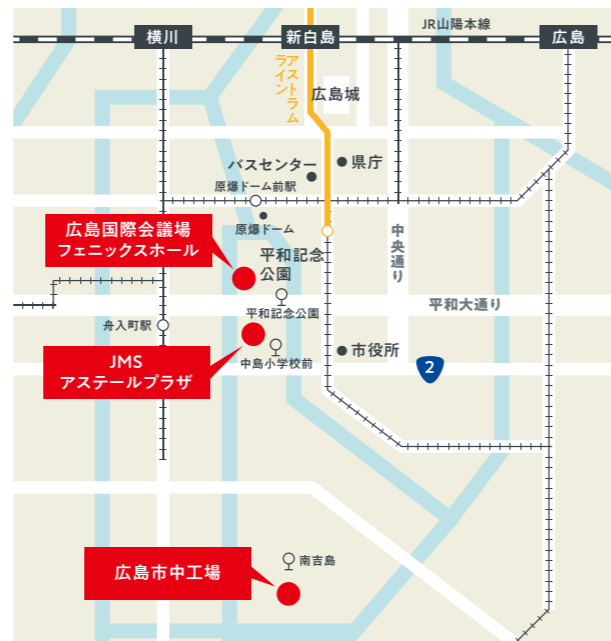 JR山陽本線
横川
新白島
広島
アストラム
ライン
広島城
バスセンター
県庁
原爆ドーム前駅
原爆ドーム
広島国際会議場
フェニックスホール
平和記念
公園
中央通り
平和記念公園
平和大通り
舟入町駅
JMS
アステールプラザ
中島小学校前
市役所
2
広島市中工場
南吉島